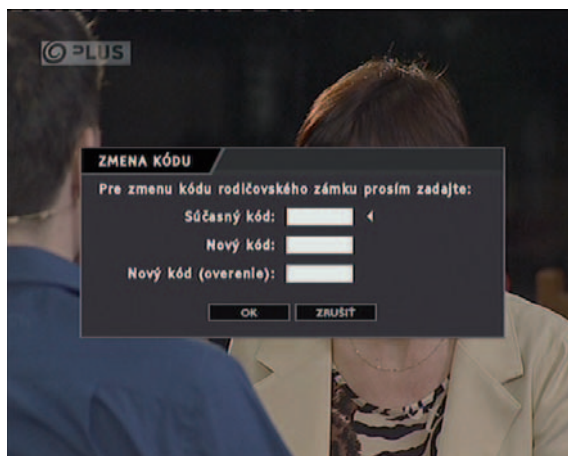 PLUS
ZMENA KÓDU
Pre zmenu kódu rodičovského zámku prosím zadajte:
Súčasný kód:
Nový kód:
Nový kód (overenie):
OK ZRUŠIŤ